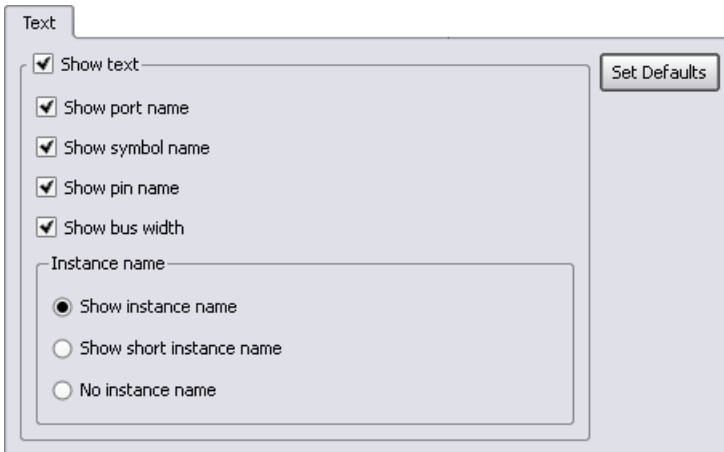 Text
Show text
Set Defaults
Show port name
Show symbol name
Show pin name
Show bus width
Instance name
Show instance name
Show short instance name
No instance name